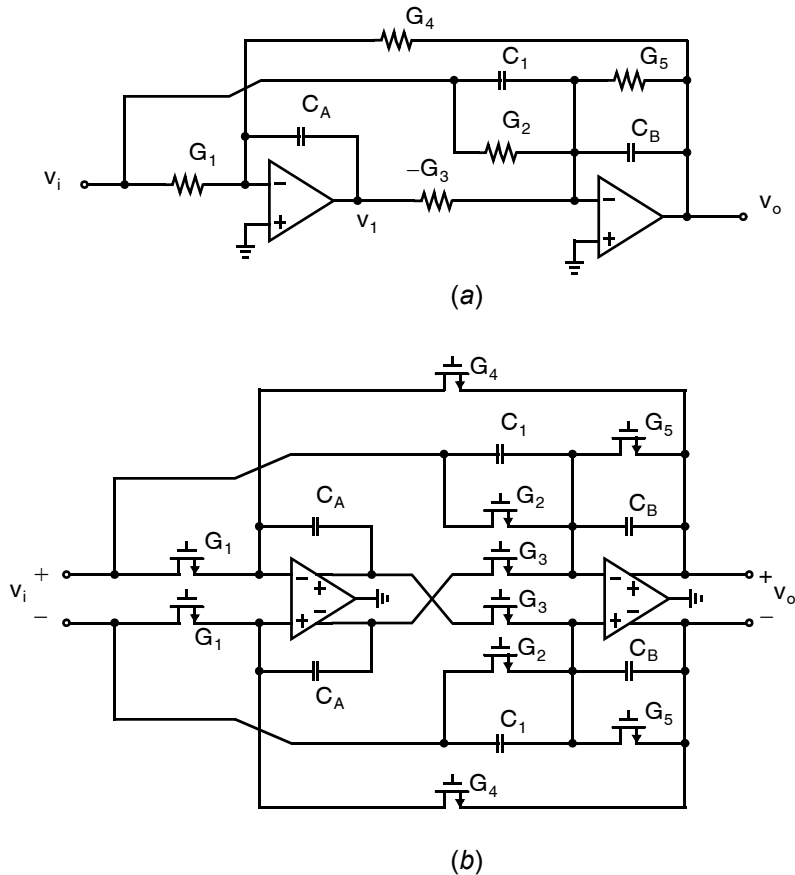 G4
C1
G5
CA
G2
CB
G1
−G3
vi
v1
vo
− +
− +
(a)
G4
C1
G5
CA
G2
CB
G1
G3
+
vi
−
− +
+ −
G3
− +
+ −
+
vo
−
G1
G2
CA
CB
C1
G5
G4
(b)